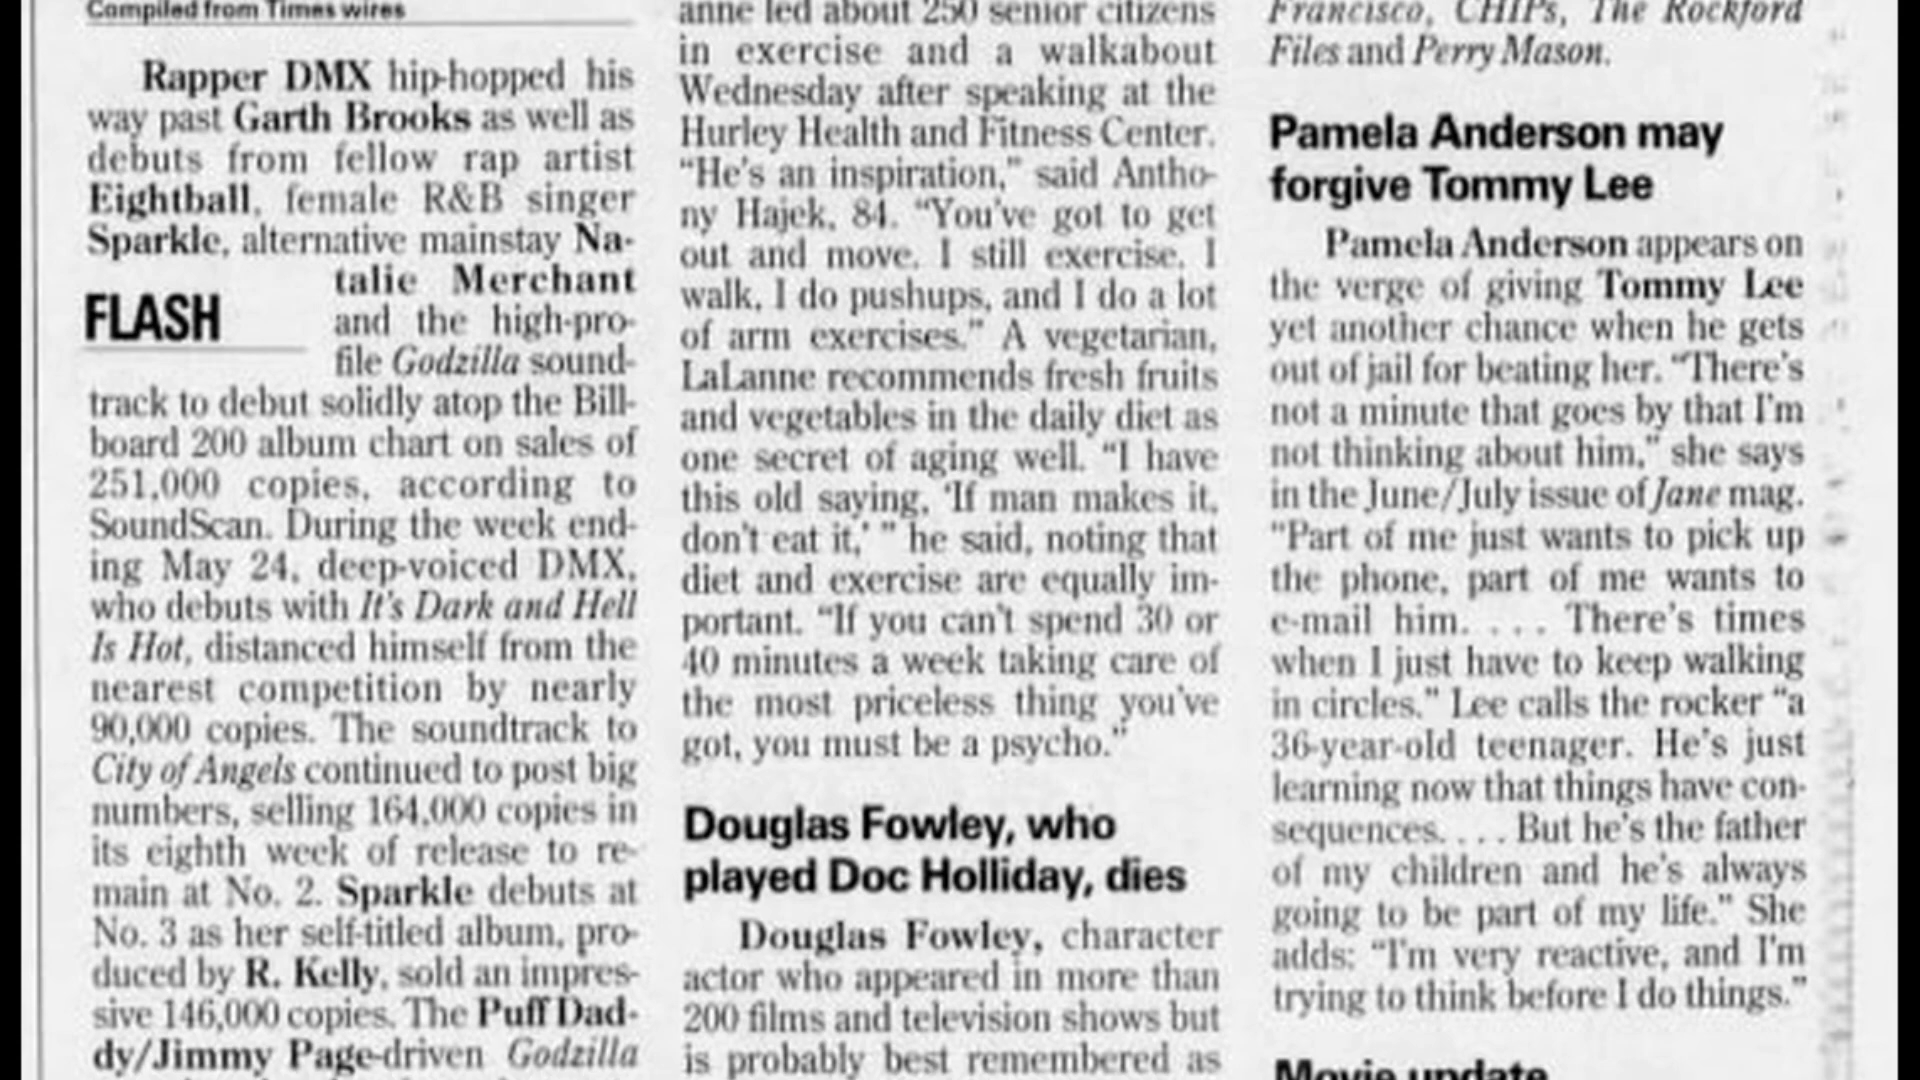 Compiled from Times wires
Rapper DMX hip-hopped his
way past Garth Brooks as well as
debuts from fellow rap artist
Eightball, female R&B singer
Sparkle, alternative mainstay Na-
talie Merchant
FLASH
and the high-pro-
file Godzilla sound-
track to debut solidly atop the Bill-
board 200 album chart on sales of
251,000 copies, according to
SoundScan. During the week end-
ing May 24, deep-voiced DMX,
who debuts with It's Dark and Hell
Is Hot, distanced himself from the
nearest competition by nearly
90,000 copies. The soundtrack to
City of Angels continued to post big
numbers, selling 164,000 copies in
its eighth week of release to re-
main at No. 2. Sparkle debuts at
No. 3 as her self-titled album, pro-
duced by R. Kelly, sold an impres-
sive 146,000 copies. The Puff Dad-
dy/Jimmy Page-driven Godzilla
anne led about 250 senior citizens
in exercise and a walkabout
Wednesday after speaking at the
Hurley Health and Fitness Center.
“He's an inspiration,” said Antho-
ny Hajek, 84. “You've got to get
out and move. I still exercise. I
walk, I do pushups, and I do a lot
of arm exercises.” A vegetarian,
LaLanne recommends fresh fruits
and vegetables in the daily diet as
one secret of aging well. “I have
this old saying, ‘If man makes it,
don't eat it,’ ” he said, noting that
diet and exercise are equally im-
portant. “If you can't spend 30 or
40 minutes a week taking care of
the most priceless thing you've
got, you must be a psycho.”
Douglas Fowley, who
played Doc Holliday, dies
Douglas Fowley, character
actor who appeared in more than
200 films and television shows but
is probably best remembered as
Francisco, CHIPs, The Rockford
Files and Perry Mason.
Pamela Anderson may
forgive Tommy Lee
Pamela Anderson appears on
the verge of giving Tommy Lee
yet another chance when he gets
out of jail for beating her. “There's
not a minute that goes by that I'm
not thinking about him,” she says
in the June/July issue of Jane mag.
“Part of me just wants to pick up
the phone, part of me wants to
e-mail him. . . . There's times
when I just have to keep walking
in circles.” Lee calls the rocker “a
36-year-old teenager. He's just
learning now that things have con-
sequences. . . . But he's the father
of my children and he's always
going to be part of my life.” She
adds: “I'm very reactive, and I'm
trying to think before I do things.”
Movie update